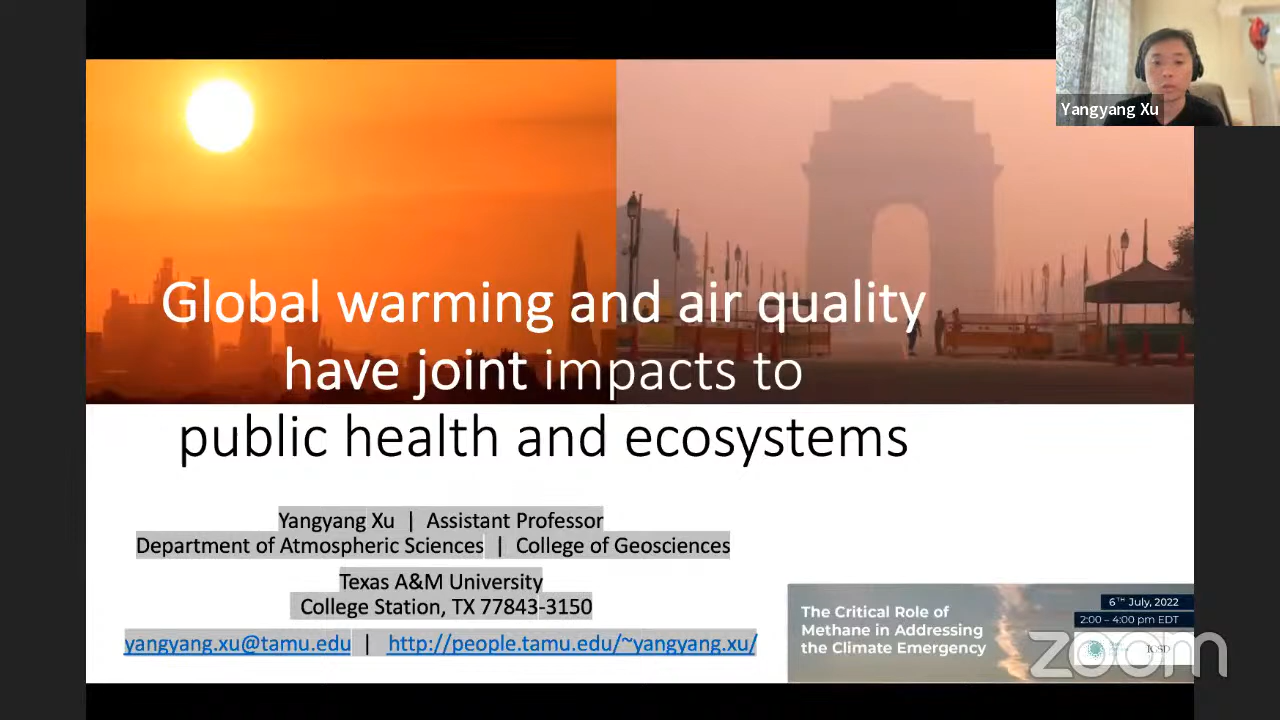 Yangyang Xu
Global warming and air quality
have joint impacts to
public health and ecosystems
Yangyang Xu | Assistant Professor
Department of Atmospheric Sciences | College of Geosciences
Texas A&M University
College Station, TX 77843-3150
yangyang.xu@tamu.edu | http://people.tamu.edu/~yangyang.xu/
The Critical Role of
Methane in Addressing
the Climate Emergency
6TH July, 2022
2:00 – 4:00 pm EDT
IGSD
zoom